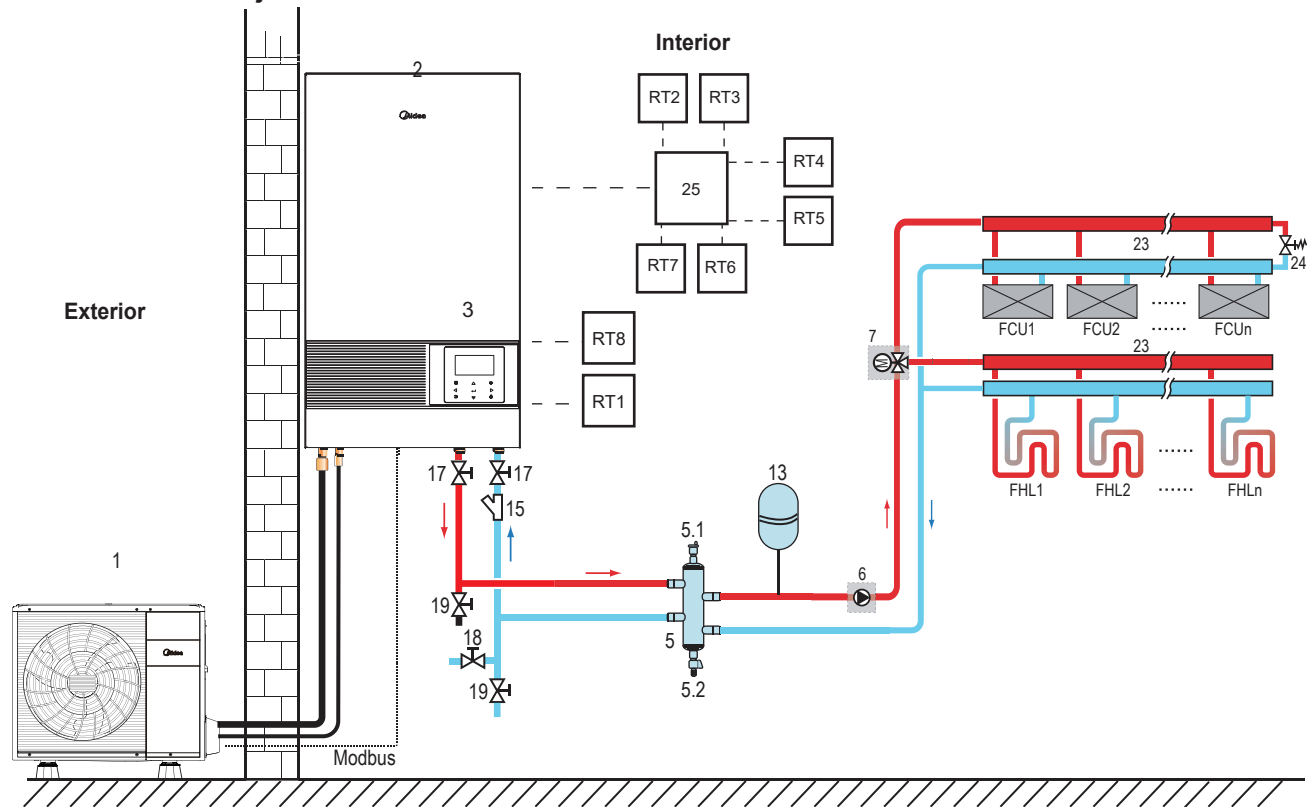 Interior
2
Midea
RT2
RT3
RT4
25
RT5
RT7
RT6
23
24
Exterior
3
FCU1
FCU2
......
FCUn
......
RT8
7
23
RT1
17
17
13
15
FHL1
FHL2
......
......
FHLn
5.1
1
6
19
18
5
19
5.2
Midea
Modbus